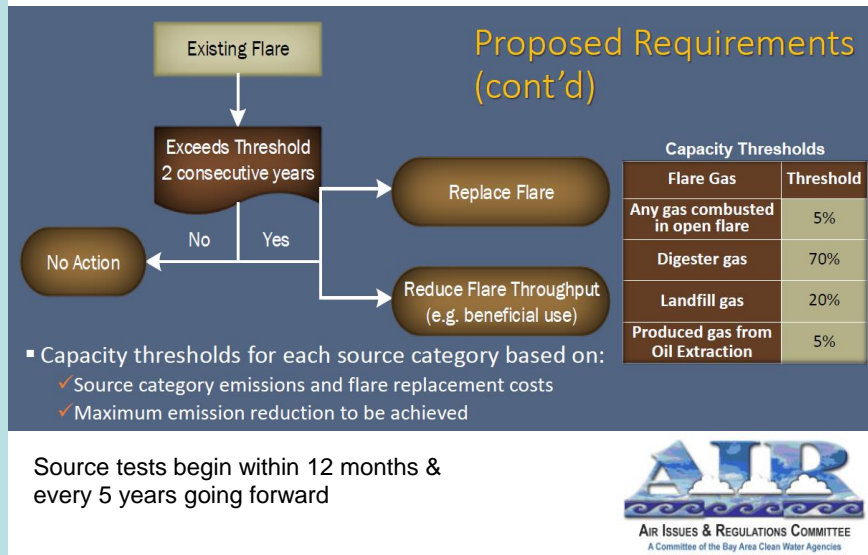 Proposed Requirements
(cont'd)
Existing Flare
Exceeds Threshold
2 consecutive years
No
Yes
No Action
Replace Flare
Reduce Flare Throughput
(e.g. beneficial use)
Capacity Thresholds
Flare Gas Threshold
Any gas combusted
in open flare 5%
Digester gas 70%
Landfill gas 20%
Produced gas from
Oil Extraction 5%
▪ Capacity thresholds for each source category based on:
✓Source category emissions and flare replacement costs
✓Maximum emission reduction to be achieved
Source tests begin within 12 months &
every 5 years going forward
AIR
AIR ISSUES & REGULATIONS COMMITTEE
A Committee of the Bay Area Clean Water Agencies